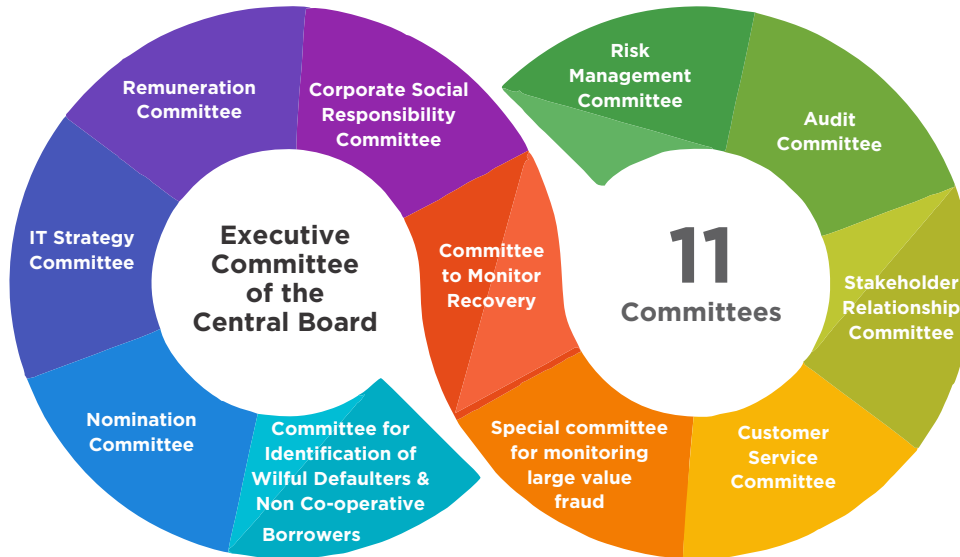 Remuneration
Committee
Corporate Social
Responsibility
Committee
IT Strategy
Committee
Executive
Committee
of the
Central Board
Committee
to Monitor
Recovery
Nomination
Committee
Committee for
Identification of
Wilful Defaulters &
Non Co-operative
Borrowers
Risk
Management
Committee
Audit
Committee
11
Committees
Stakeholder
Relationship
Committee
Special committee
for monitoring
large value
fraud
Customer
Service
Committee